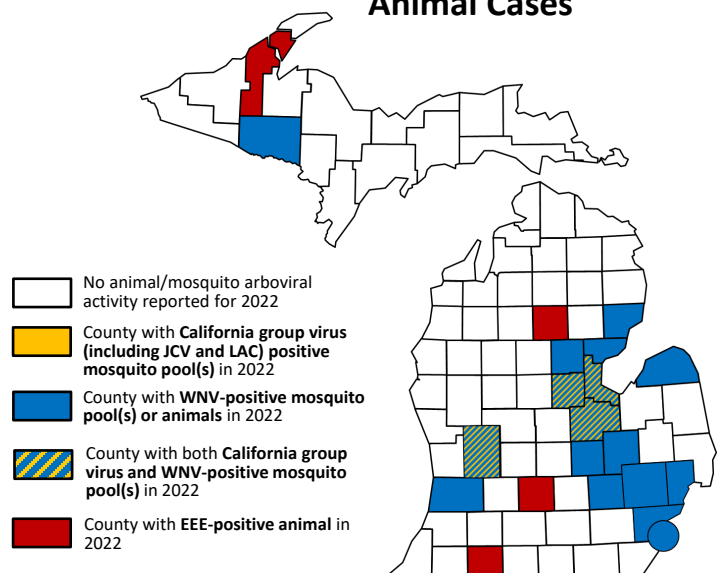 Animal Cases
No animal/mosquito arboviral
activity reported for 2022
County with California group virus
(including JCV and LAC) positive
mosquito pool(s) in 2022
County with WNV-positive mosquito
pool(s) or animals in 2022
County with both California group
virus and WNV-positive mosquito
pool(s) in 2022
County with EEE-positive animal in
2022